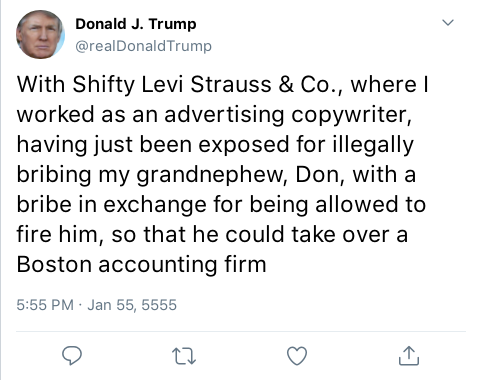 Donald J. Trump
@realDonaldTrump
With Shifty Levi Strauss & Co., where I
worked as an advertising copywriter,
having just been exposed for illegally
bribing my grandnephew, Don, with a
bribe in exchange for being allowed to
fire him, so that he could take over a
Boston accounting firm
5:55 PM · Jan 55, 5555